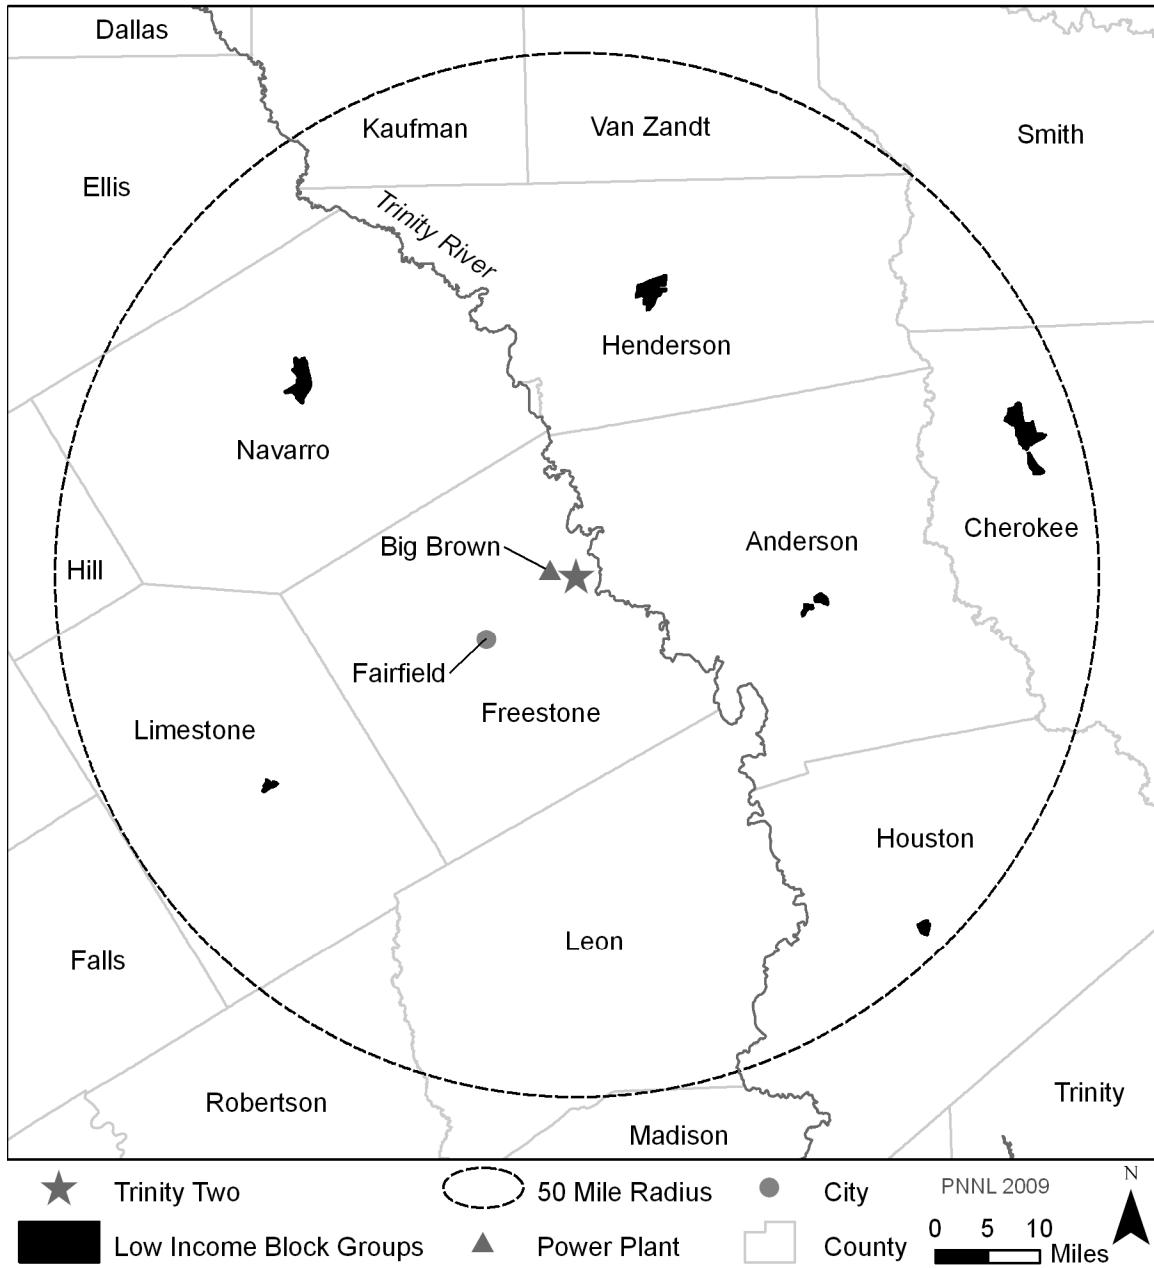 Dallas
Kaufman
Van Zandt
Smith
Ellis
Trinity River
Henderson
Navarro
Cherokee
Big Brown
Anderson
Hill
Fairfield
Freestone
Limestone
Houston
Leon
Falls
Robertson
Trinity
Madison
Trinity Two
50 Mile Radius
City
PNNL 2009
N
Low Income Block Groups
Power Plant
County
0 5 10
Miles